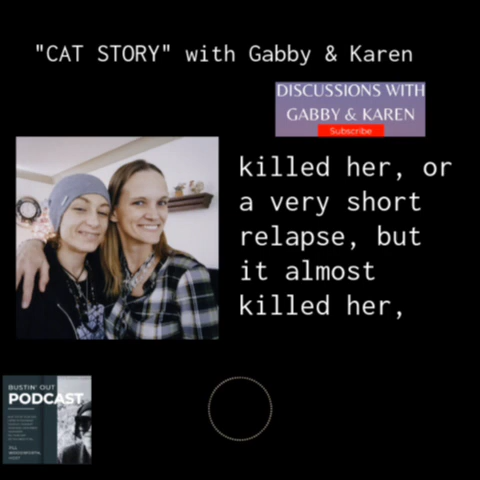 "CAT STORY" with Gabby & Karen
DISCUSSIONS WITH
GABBY & KAREN
Subscribe
killed her, or
a very short
relapse, but
it almost
killed her,
BUSTIN' OUT
PODCAST